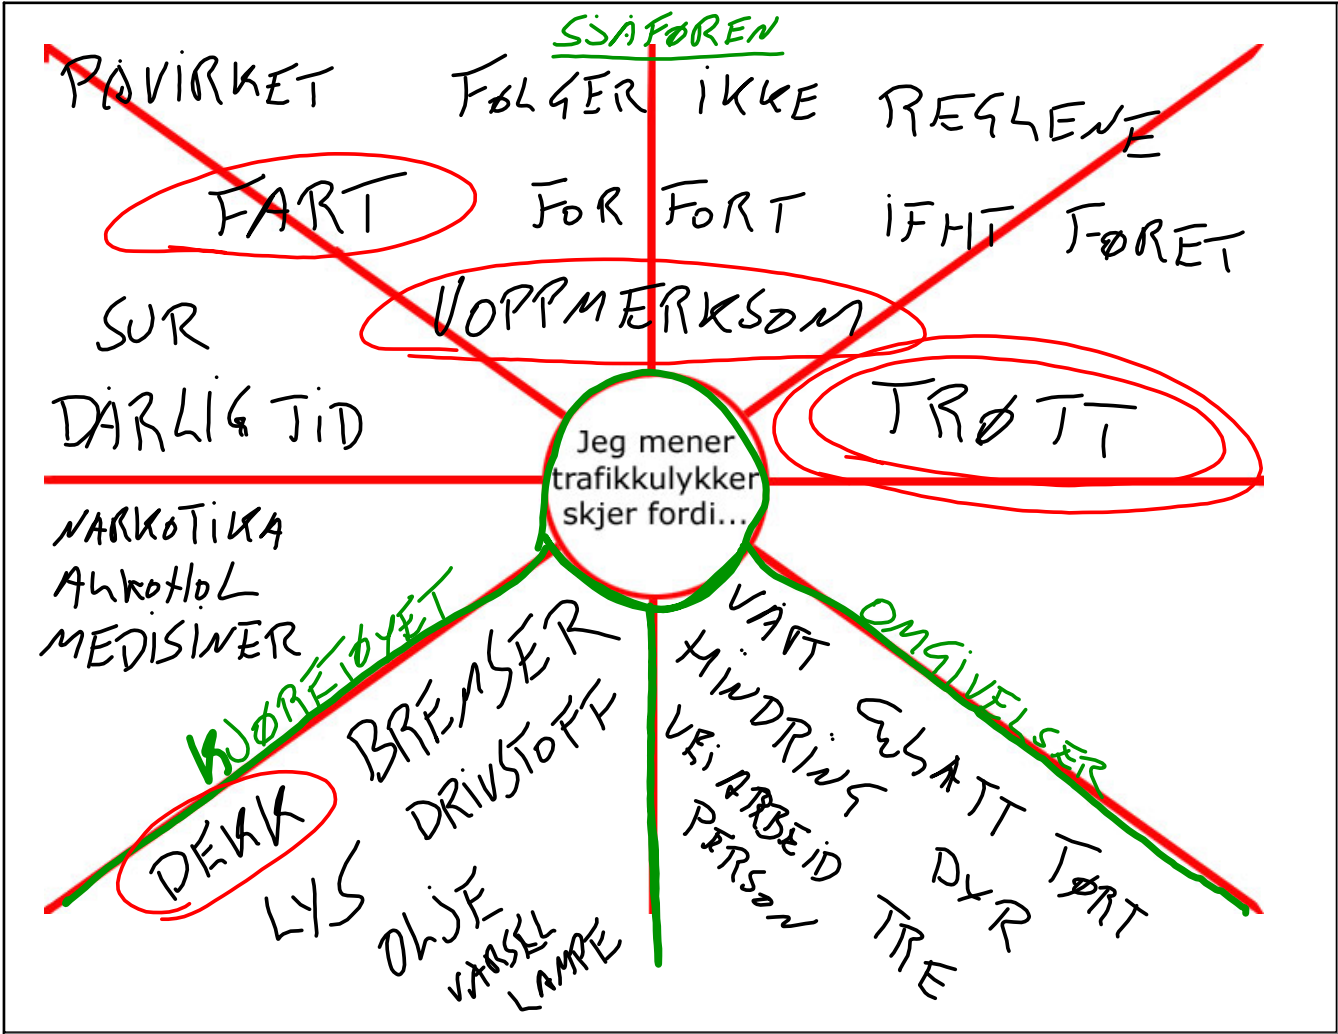 SJÅFØREN
PÅVIRKET FØLGER IKKE REGLENE
FART FOR FORT IFHT FØRET
SUR UOPPMERKSOM
DÅRLIG TID TRØTT
Jeg mener
trafikkulykker
skjer fordi...
NARKOTIKA
ALKOHOL
MEDISINER
KJØRETØYET
BREMSER
DRIVSTOFF
DEKK
LYS
OLJE
VARSEL
LAMPE
OMGIVELSER
VÅTT
HINDRING
GLATT
TØRT
VEIARBEID
PERSON
DYR
TRE